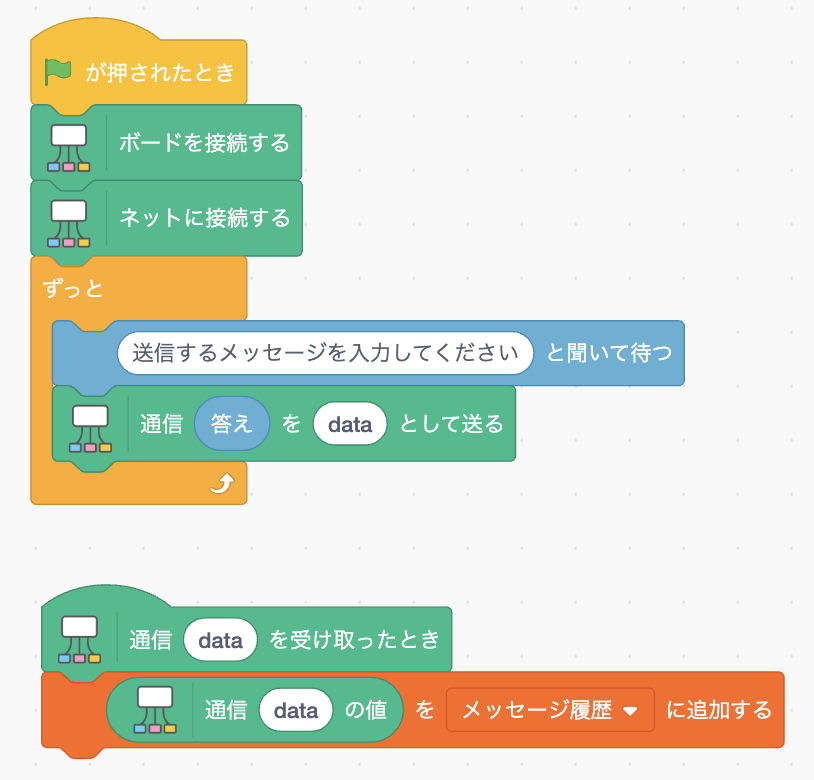 が押されたとき
ボードを接続する
ネットに接続する
ずっと
送信するメッセージを入力してください と聞いて待つ
通信 答え を data として送る
通信 data を受け取ったとき
通信 data の値 を メッセージ履歴 に追加する